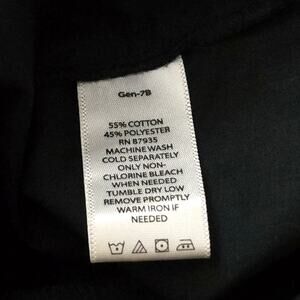 Gen-7B
55% COTTON
45% POLYESTER
RN 87935
MACHINE WASH
COLD SEPARATELY
ONLY NON-
CHLORINE BLEACH
WHEN NEEDED
TUMBLE DRY LOW
REMOVE PROMPTLY
WARM IRON IF
NEEDED